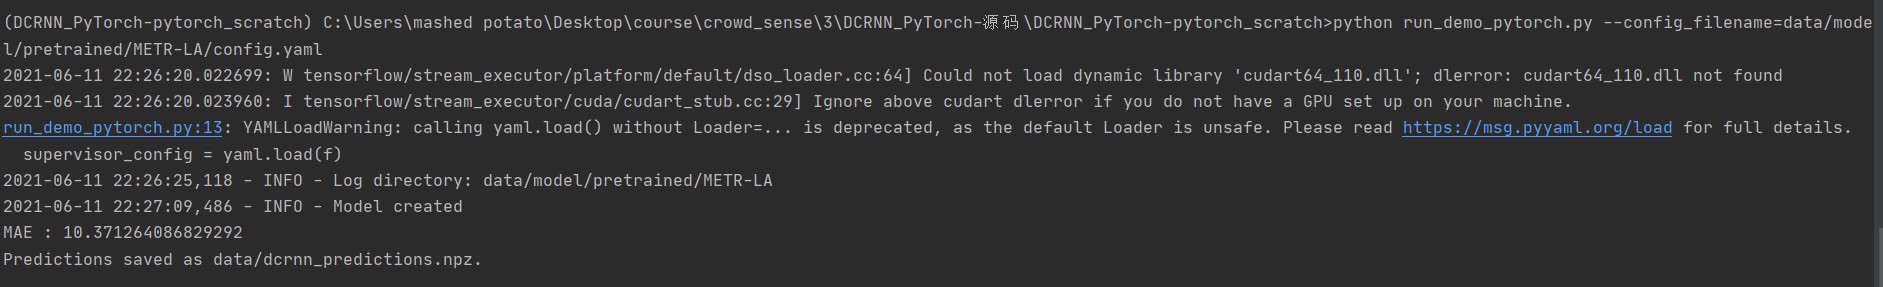 (DCRNN_PyTorch-pytorch_scratch) C:\Users\mashed potato\Desktop\course\crowd_sense\3\DCRNN_PyTorch-源码\DCRNN_PyTorch-pytorch_scratch>python run_demo_pytorch.py --config_filename=data/mode
l/pretrained/METR-LA/config.yaml
2021-06-11 22:26:20.022699: W tensorflow/stream_executor/platform/default/dso_loader.cc:64] Could not load dynamic library 'cudart64_110.dll'; dlerror: cudart64_110.dll not found
2021-06-11 22:26:20.023960: I tensorflow/stream_executor/cuda/cudart_stub.cc:29] Ignore above cudart dlerror if you do not have a GPU set up on your machine.
run_demo_pytorch.py:13: YAMLLoadWarning: calling yaml.load() without Loader=... is deprecated, as the default Loader is unsafe. Please read https://msg.pyyaml.org/load for full details.
  supervisor_config = yaml.load(f)
2021-06-11 22:26:25,118 - INFO - Log directory: data/model/pretrained/METR-LA
2021-06-11 22:27:09,486 - INFO - Model created
MAE : 10.371264086829292
Predictions saved as data/dcrnn_predictions.npz.